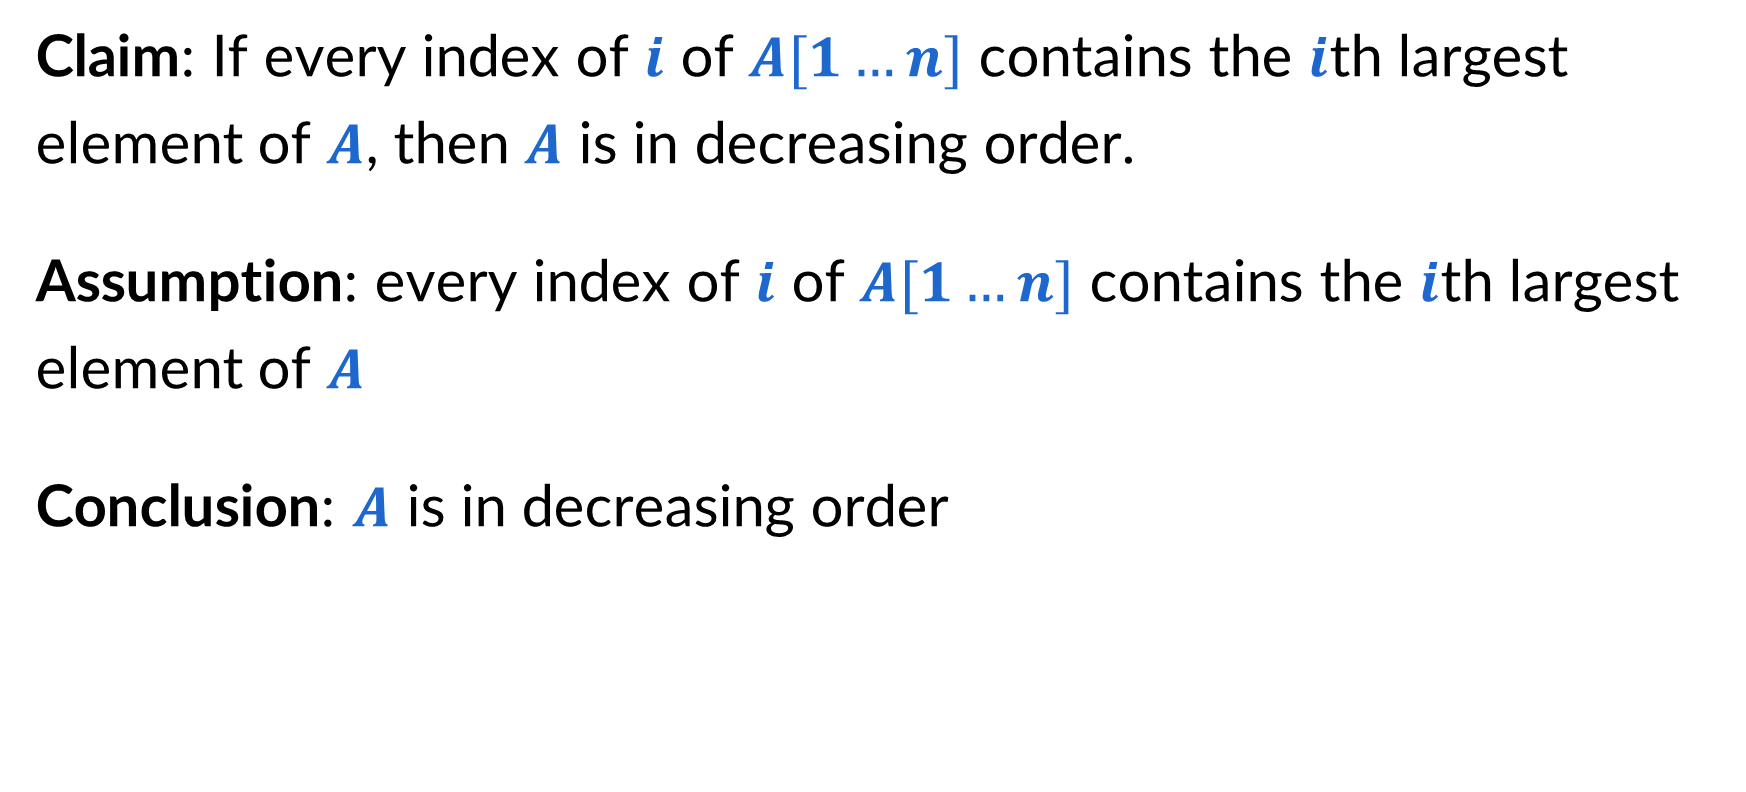 Claim: If every index of i of A[1 … n] contains the ith largest
element of A, then A is in decreasing order.
Assumption: every index of i of A[1 … n] contains the ith largest
element of A
Conclusion: A is in decreasing order